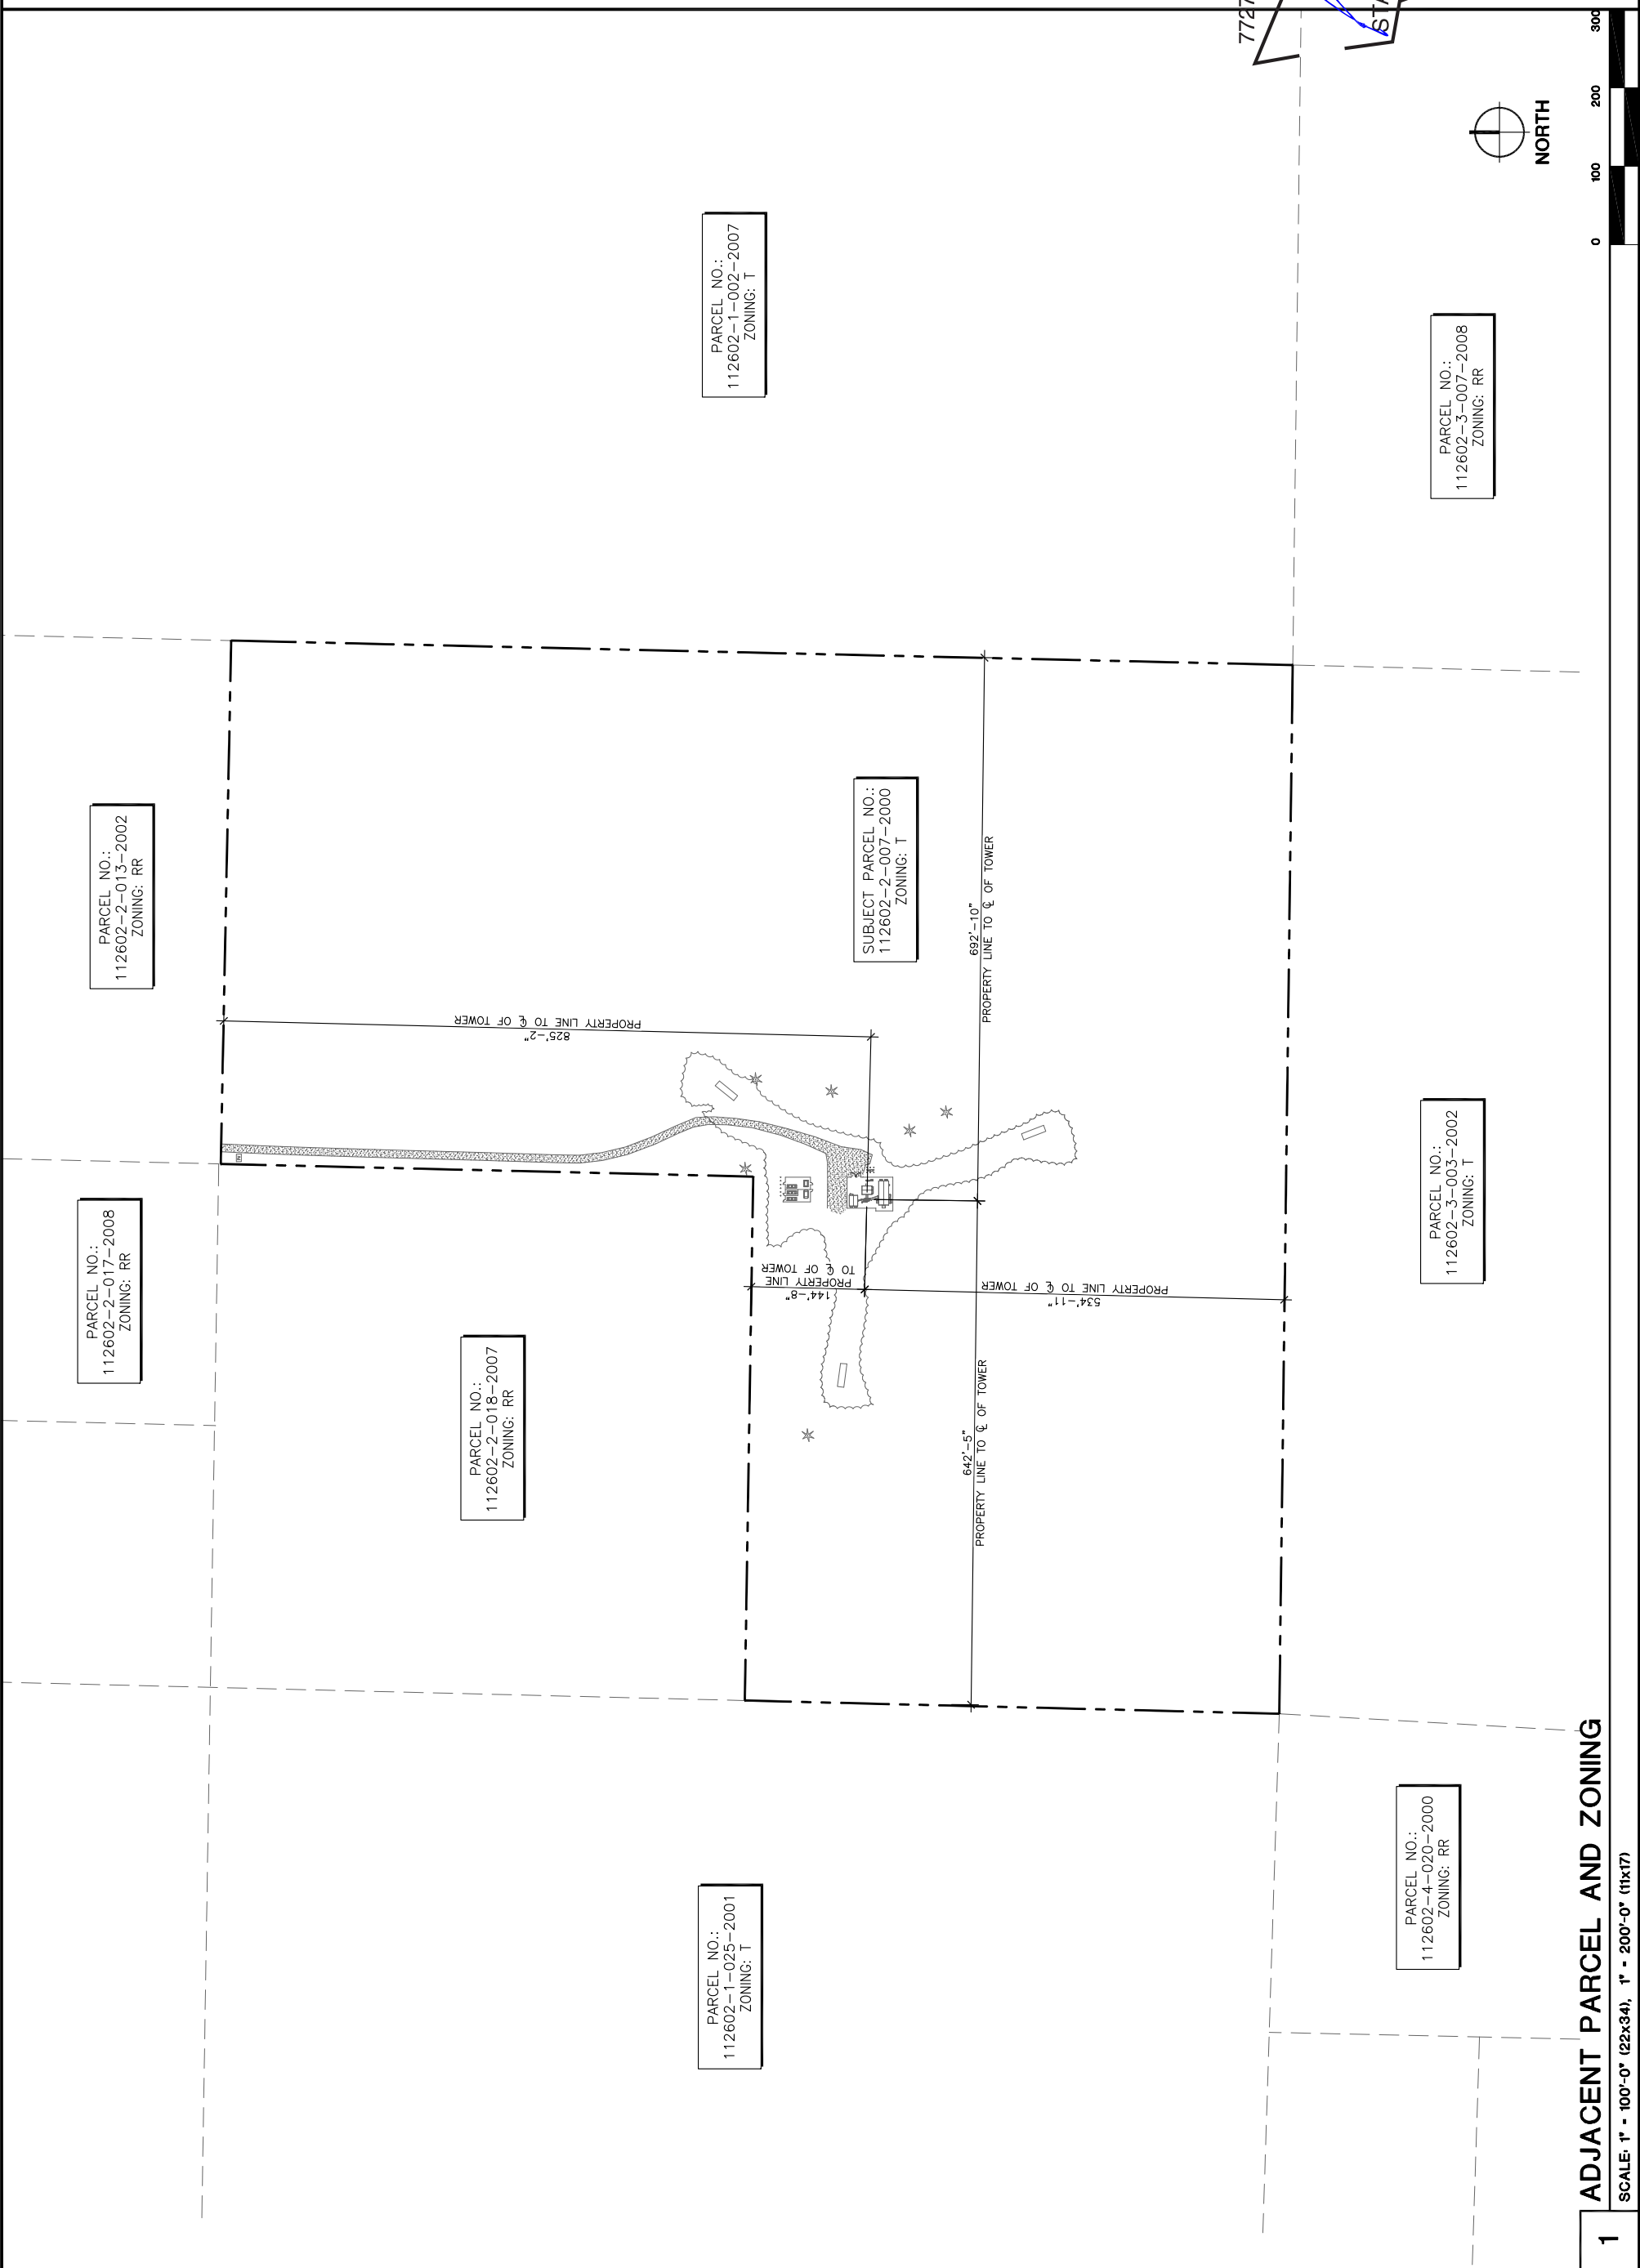 PARCEL NO.:
112602-2-017-2008
ZONING: RR
PARCEL NO.:
112602-2-013-2002
ZONING: RR
PARCEL NO.:
112602-2-018-2007
ZONING: RR
PARCEL NO.:
112602-1-025-2001
ZONING: T
PARCEL NO.:
112602-1-002-2007
ZONING: T
SUBJECT PARCEL NO.:
112602-2-007-2000
ZONING: T
825'-2"
PROPERTY LINE TO ℄ OF TOWER
144'-8"
PROPERTY LINE
TO ℄ OF TOWER
642'-5"
PROPERTY LINE TO ℄ OF TOWER
692'-10"
PROPERTY LINE TO ℄ OF TOWER
534'-11"
PROPERTY LINE TO ℄ OF TOWER
PARCEL NO.:
112602-4-020-2000
ZONING: RR
PARCEL NO.:
112602-3-003-2002
ZONING: T
PARCEL NO.:
112602-3-007-2008
ZONING: RR
7727
STA
NORTH
1
ADJACENT PARCEL AND ZONING
SCALE: 1" = 100'-0" (22x34), 1" = 200'-0" (11x17)
0 100 200 300